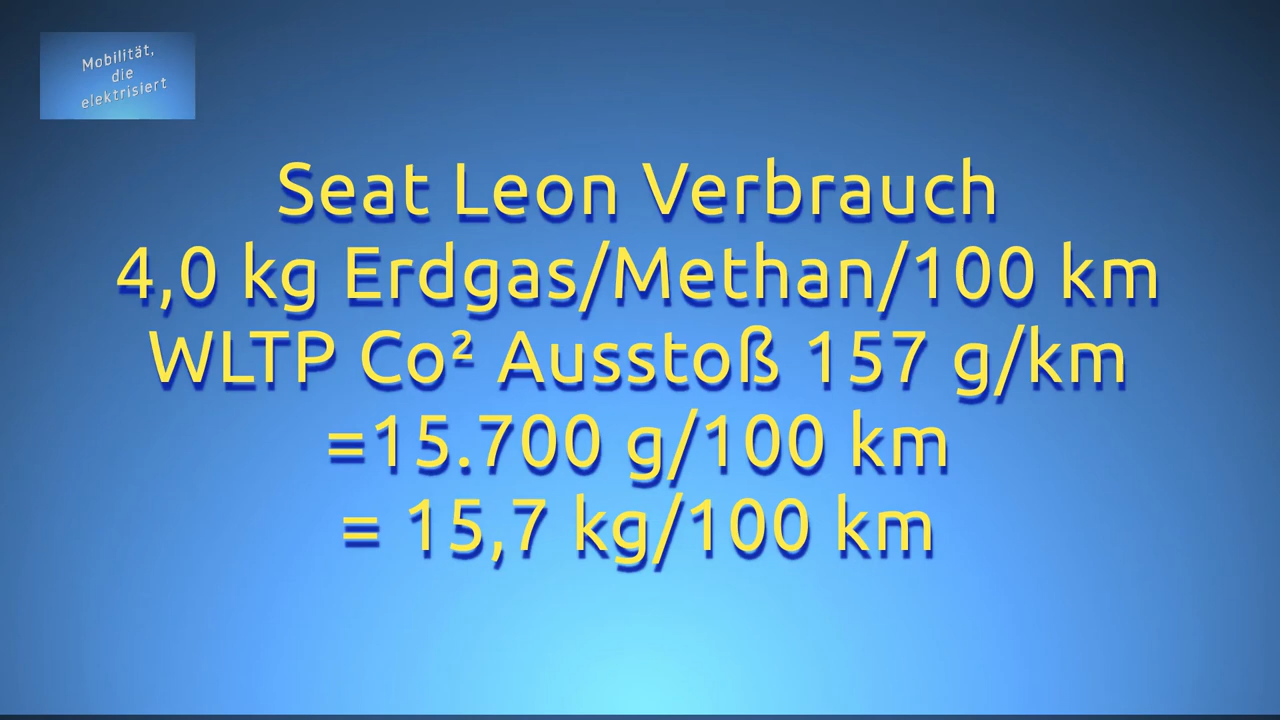 Mobilität,
die
elektrisiert
Seat Leon Verbrauch
4,0 kg Erdgas/Methan/100 km
WLTP Co² Ausstoß 157 g/km
=15.700 g/100 km
= 15,7 kg/100 km